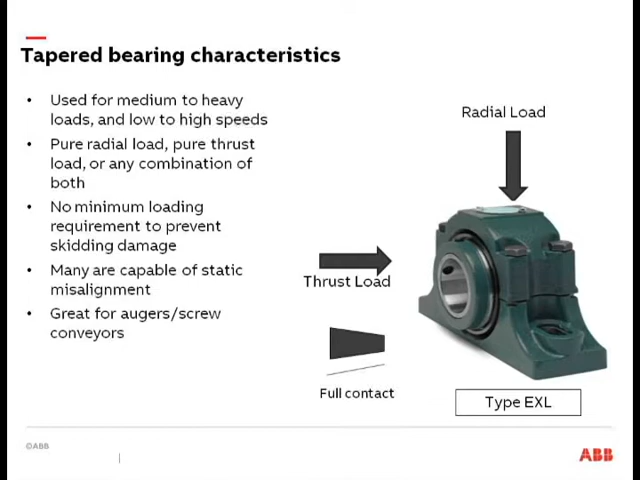 Tapered bearing characteristics
• Used for medium to heavy
loads, and low to high speeds
• Pure radial load, pure thrust
load, or any combination of
both
• No minimum loading
requirement to prevent
skidding damage
• Many are capable of static
misalignment
• Great for augers/screw
conveyors
Radial Load
Thrust Load
Full contact
Type EXL
©ABB
ABB